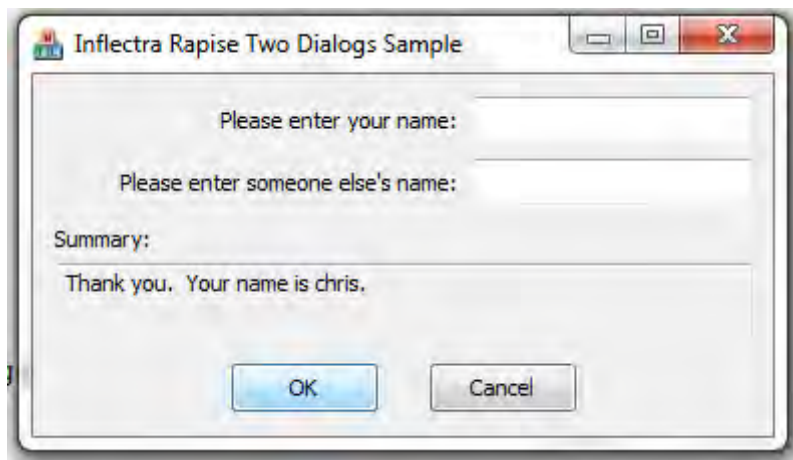 Inflectra Rapise Two Dialogs Sample
Please enter your name:
Please enter someone else's name:
Summary:
Thank you.  Your name is chris.
OK Cancel